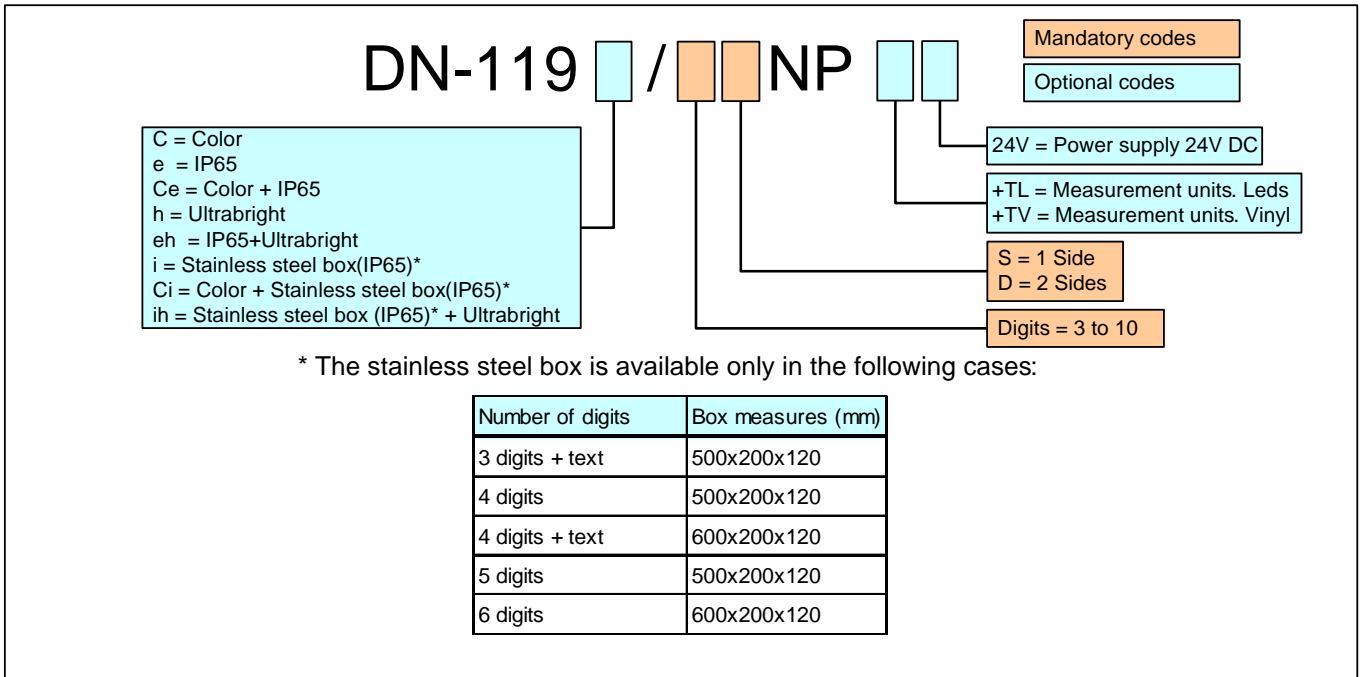 DN-119 / NP
Mandatory codes
Optional codes
C = Color
e = IP65
Ce = Color + IP65
h = Ultrabright
eh = IP65+Ultrabright
i = Stainless steel box(IP65)*
Ci = Color + Stainless steel box(IP65)*
ih = Stainless steel box (IP65)* + Ultrabright
24V = Power supply 24V DC
+TL = Measurement units. Leds
+TV = Measurement units. Vinyl
S = 1 Side
D = 2 Sides
Digits = 3 to 10
* The stainless steel box is available only in the following cases:
Number of digits Box measures (mm)
3 digits + text 500x200x120
4 digits 500x200x120
4 digits + text 600x200x120
5 digits 500x200x120
6 digits 600x200x120